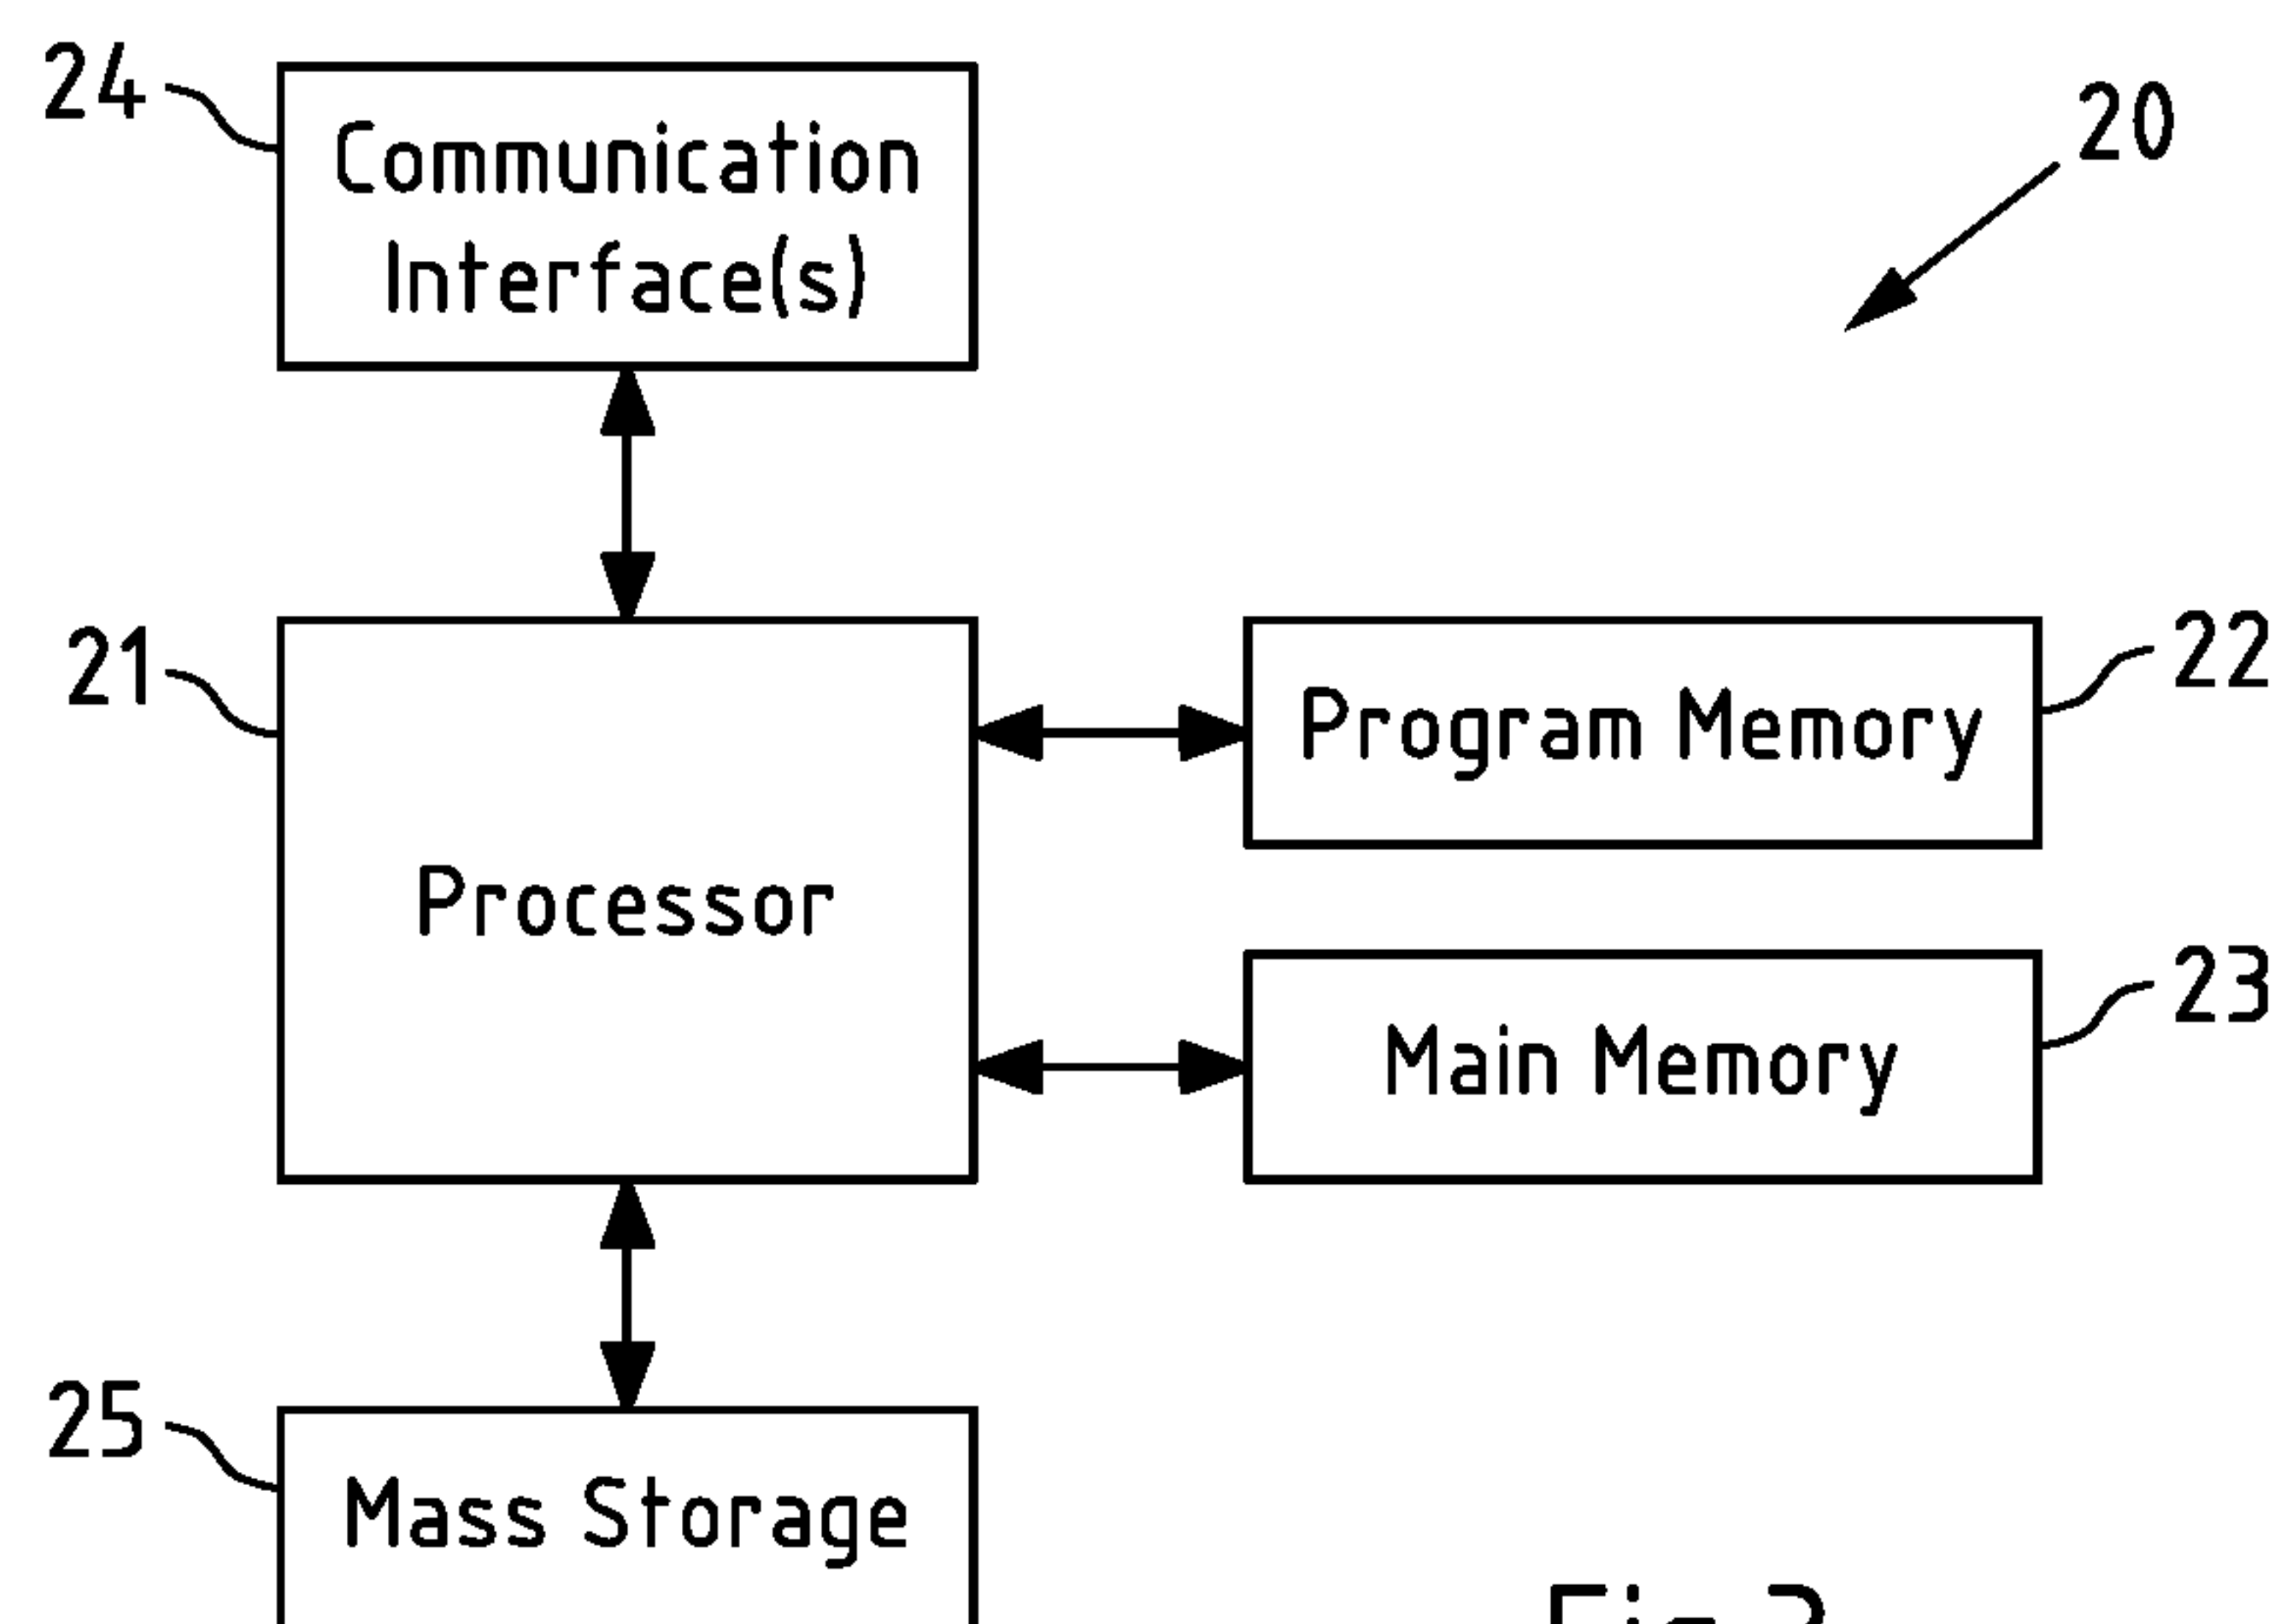 24
Communication
Interface(s)
20
21
Processor
Program Memory
22
Main Memory
23
25
Mass Storage